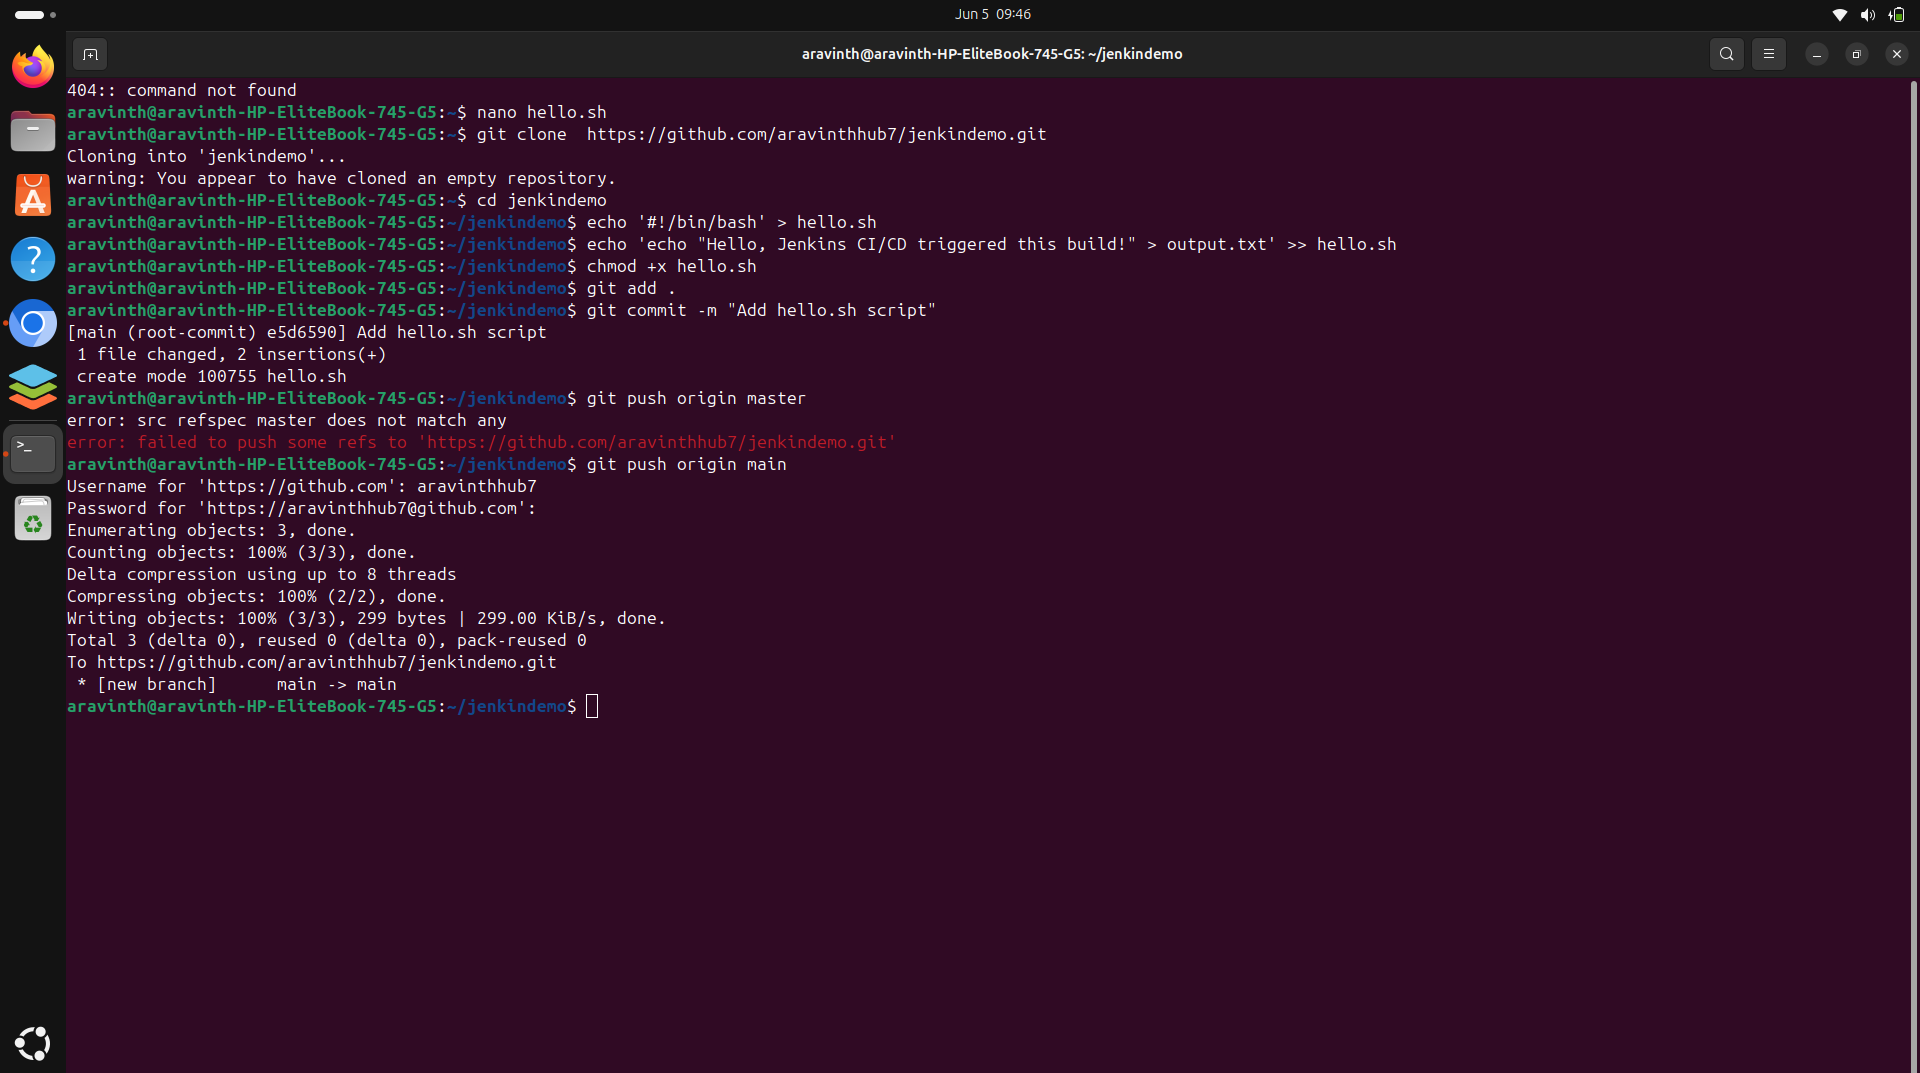 Jun 5 09:46
aravinth@aravinth-HP-EliteBook-745-G5: ~/jenkindemo
404:: command not found
aravinth@aravinth-HP-EliteBook-745-G5:~$ nano hello.sh
aravinth@aravinth-HP-EliteBook-745-G5:~$ git clone  https://github.com/aravinthhub7/jenkindemo.git
Cloning into 'jenkindemo'...
warning: You appear to have cloned an empty repository.
aravinth@aravinth-HP-EliteBook-745-G5:~$ cd jenkindemo
aravinth@aravinth-HP-EliteBook-745-G5:~/jenkindemo$ echo '#!/bin/bash' > hello.sh
aravinth@aravinth-HP-EliteBook-745-G5:~/jenkindemo$ echo 'echo "Hello, Jenkins CI/CD triggered this build!" > output.txt' >> hello.sh
aravinth@aravinth-HP-EliteBook-745-G5:~/jenkindemo$ chmod +x hello.sh
aravinth@aravinth-HP-EliteBook-745-G5:~/jenkindemo$ git add .
aravinth@aravinth-HP-EliteBook-745-G5:~/jenkindemo$ git commit -m "Add hello.sh script"
[main (root-commit) e5d6590] Add hello.sh script
 1 file changed, 2 insertions(+)
 create mode 100755 hello.sh
aravinth@aravinth-HP-EliteBook-745-G5:~/jenkindemo$ git push origin master
error: src refspec master does not match any
error: failed to push some refs to 'https://github.com/aravinthhub7/jenkindemo.git'
aravinth@aravinth-HP-EliteBook-745-G5:~/jenkindemo$ git push origin main
Username for 'https://github.com': aravinthhub7
Password for 'https://aravinthhub7@github.com':
Enumerating objects: 3, done.
Counting objects: 100% (3/3), done.
Delta compression using up to 8 threads
Compressing objects: 100% (2/2), done.
Writing objects: 100% (3/3), 299 bytes | 299.00 KiB/s, done.
Total 3 (delta 0), reused 0 (delta 0), pack-reused 0
To https://github.com/aravinthhub7/jenkindemo.git
 * [new branch]      main -> main
aravinth@aravinth-HP-EliteBook-745-G5:~/jenkindemo$